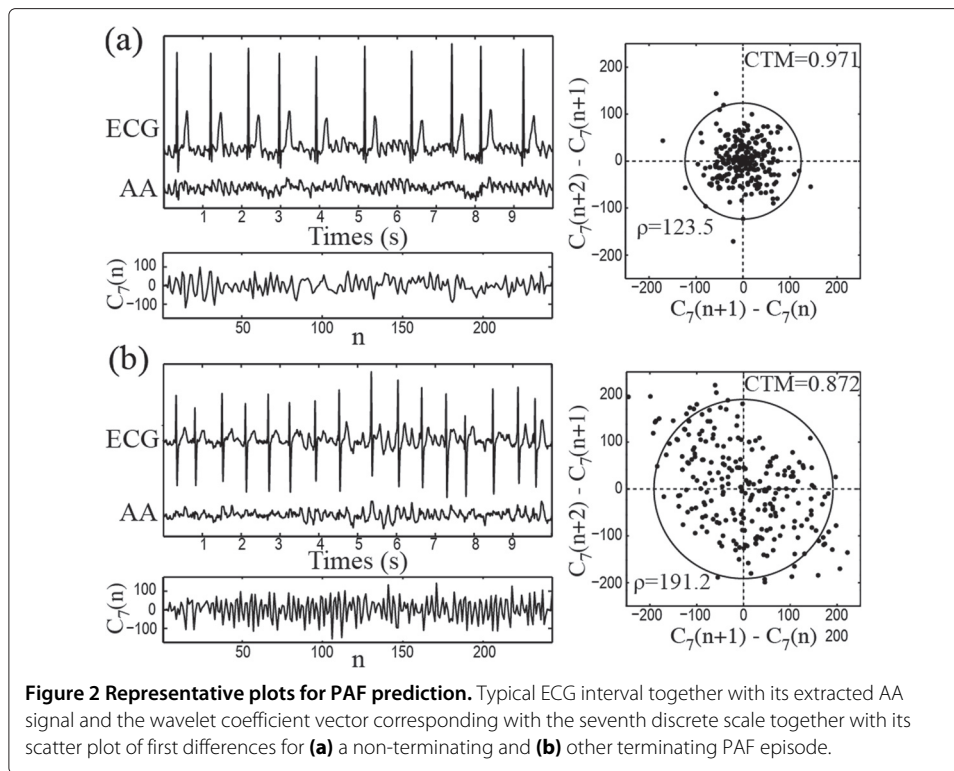 (a)
ECG
AA
1 2 3 4 5 6 7 8 9
Times (s)
C₇(n)
100
0
−100
50 100 150 200
n
CTM=0.971
C₇(n+2) - C₇(n+1)
200
100
0
−100
−200
ρ=123.5
−200 −100 0 100 200
C₇(n+1) - C₇(n)
(b)
ECG
AA
1 2 3 4 5 6 7 8 9
Times (s)
C₇(n)
100
0
−100
50 100 150 200
n
CTM=0.872
C₇(n+2) - C₇(n+1)
200
100
0
−100
−200
ρ=191.2
−200 −100 0 100
C₇(n+1) - C₇(n) 200
Figure 2 Representative plots for PAF prediction. Typical ECG interval together with its extracted AA
signal and the wavelet coefficient vector corresponding with the seventh discrete scale together with its
scatter plot of first differences for (a) a non-terminating and (b) other terminating PAF episode.